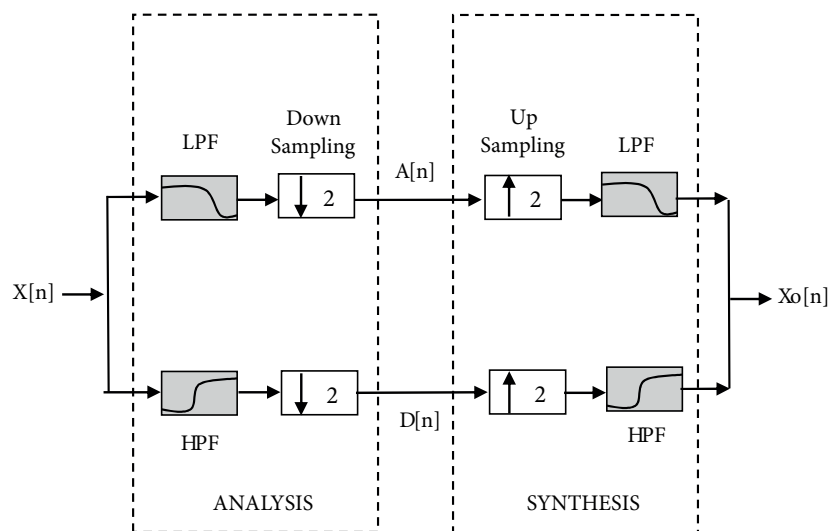 Down
Sampling
Up
Sampling
LPF
LPF
2
A[n]
2
X[n]
Xo[n]
2
2
HPF
D[n]
HPF
ANALYSIS
SYNTHESIS